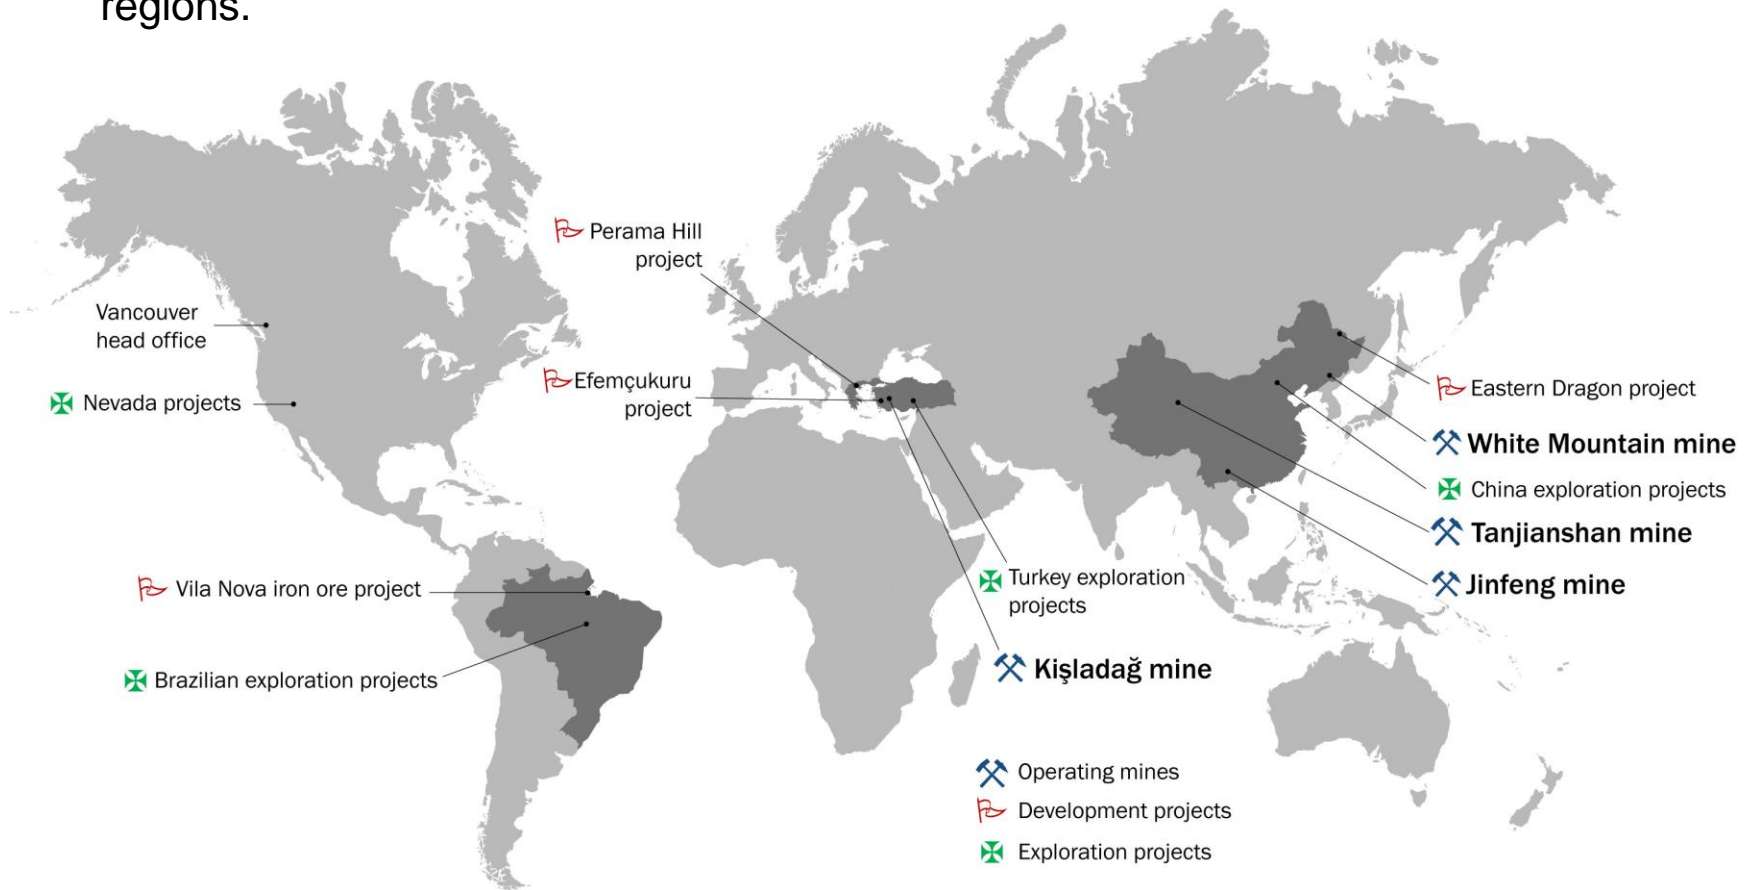 regions.
Perama Hill
project
Vancouver
head office
Efemçukuru
project
Nevada projects
Eastern Dragon project
White Mountain mine
China exploration projects
Tanjianshan mine
Jinfeng mine
Turkey exploration
projects
Vila Nova iron ore project
Kişladağ mine
Brazilian exploration projects
Operating mines
Development projects
Exploration projects